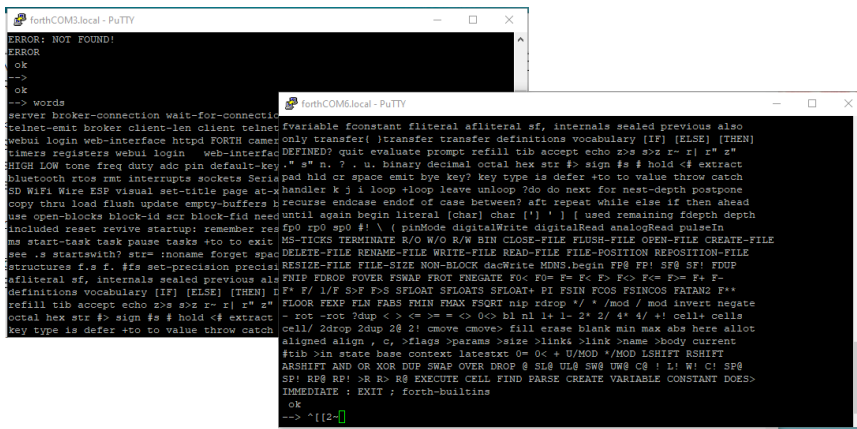 forthCOM3.local - PuTTY
ERROR: NOT FOUND!
ERROR
ok
-->
ok
--> words
server broker-connection wait-for-connectio
telnet-emit broker client-len client telnet
webui login web-interface httpd FORTH camer
timers registers webui login web-interfac
HIGH LOW tone freq duty adc pin default-key
bluetooth rtos rmt interrupts sockets Seria
SD WiFi Wire ESP visual set-title page at-x
copy thru load flush update empty-buffers b
use open-blocks block-id scr block-fid need
included reset revive startup: remember res
ms start-task task pause tasks +to to exit
see .s startswith? str= :noname forget spac
structures f.s f. #fs set-precision precisi
afliteral sf, internals sealed previous als
definitions vocabulary [IF] [ELSE] [THEN] D
refill tib accept echo z>s s>z r~ r| r" z"
octal hex str #> sign #s # hold <# extract
key type is defer +to to value throw catch
forthCOM6.local - PuTTY
fvariable fconstant fliteral afliteral sf, internals sealed previous also
only transfer{ }transfer transfer definitions vocabulary [IF] [ELSE] [THEN]
DEFINED? quit evaluate prompt refill tib accept echo z>s s>z r~ r| r" z"
." s" n. ? . u. binary decimal octal hex str #> sign #s # hold <# extract
pad hld cr space emit bye key? key type is defer +to to value throw catch
handler k j i loop +loop leave unloop ?do do next for nest-depth postpone
recurse endcase endof of case between? aft repeat while else if then ahead
until again begin literal [char] char ['] ' ] [ used remaining fdepth depth
fp0 rp0 sp0 #! \ ( pinMode digitalWrite digitalRead analogRead pulseIn
MS-TICKS TERMINATE R/O W/O R/W BIN CLOSE-FILE FLUSH-FILE OPEN-FILE CREATE-FILE
DELETE-FILE RENAME-FILE WRITE-FILE READ-FILE FILE-POSITION REPOSITION-FILE
RESIZE-FILE FILE-SIZE NON-BLOCK dacWrite MDNS.begin FP@ FP! SF@ SF! FDUP
FNIP FDROP FOVER FSWAP FROT FNEGATE F0< F0= F= F< F> F<> F<= F>= F+ F-
F* F/ 1/F S>F F>S SFLOAT SFLOATS SFLOAT+ PI FSIN FCOS FSINCOS FATAN2 F**
FLOOR FEXP FLN FABS FMIN FMAX FSQRT nip rdrop */ * /mod / mod invert negate
- rot -rot ?dup < > <= >= = <> 0<> bl nl 1+ 1- 2* 2/ 4* 4/ +! cell+ cells
cell/ 2drop 2dup 2@ 2! cmove cmove> fill erase blank min max abs here allot
aligned align , c, >flags >params >size >link& >link >name >body current
#tib >in state base context latestxt 0= 0< + U/MOD */MOD LSHIFT RSHIFT
ARSHIFT AND OR XOR DUP SWAP OVER DROP @ SL@ UL@ SW@ UW@ C@ ! L! W! C! SP@
SP! RP@ RP! >R R> R@ EXECUTE CELL FIND PARSE CREATE VARIABLE CONSTANT DOES>
IMMEDIATE : EXIT ; forth-builtins
ok
--> ^[[2~